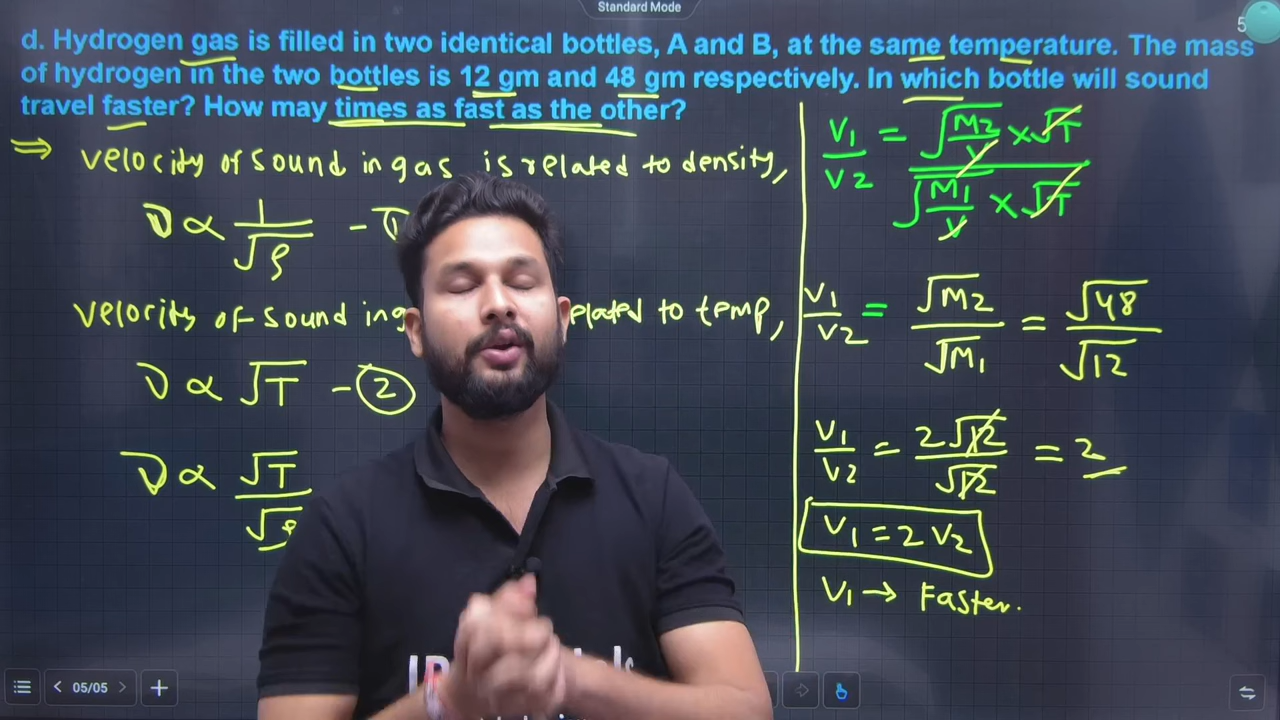 Standard Mode
5
d. Hydrogen gas is filled in two identical bottles, A and B, at the same temperature. The mass
of hydrogen in the two bottles is 12 gm and 48 gm respectively. In which bottle will sound
travel faster? How may times as fast as the other?
⇒ velocity of sound in gas is related to density,
υ ∝ 1/√ρ -
velocity of sound in elated to temp,
υ ∝ √T - ②
υ ∝ √T/√ρ
V1/V2 = √(M2/V) × √T / √(M1/V) × √T
V1/V2 = √M2/√M1 = √48/√12
V1/V2 = 2√12/√12 = 2
V1 = 2 V2
V1 → Faster.
05/05